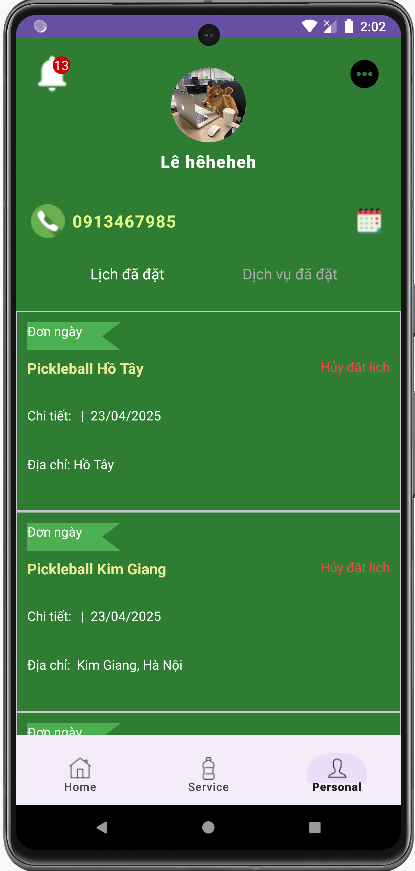 2:02
13
Lê hêheheh
0913467985
Lịch đã đặt
Dịch vụ đã đặt
Đơn ngày
Pickleball Hồ Tây
Hủy đặt lịch
Chi tiết: | 23/04/2025
Địa chỉ: Hồ Tây
Đơn ngày
Pickleball Kim Giang
Hủy đặt lịch
Chi tiết: | 23/04/2025
Địa chỉ: Kim Giang, Hà Nội
Đơn ngày
Home
Service
Personal